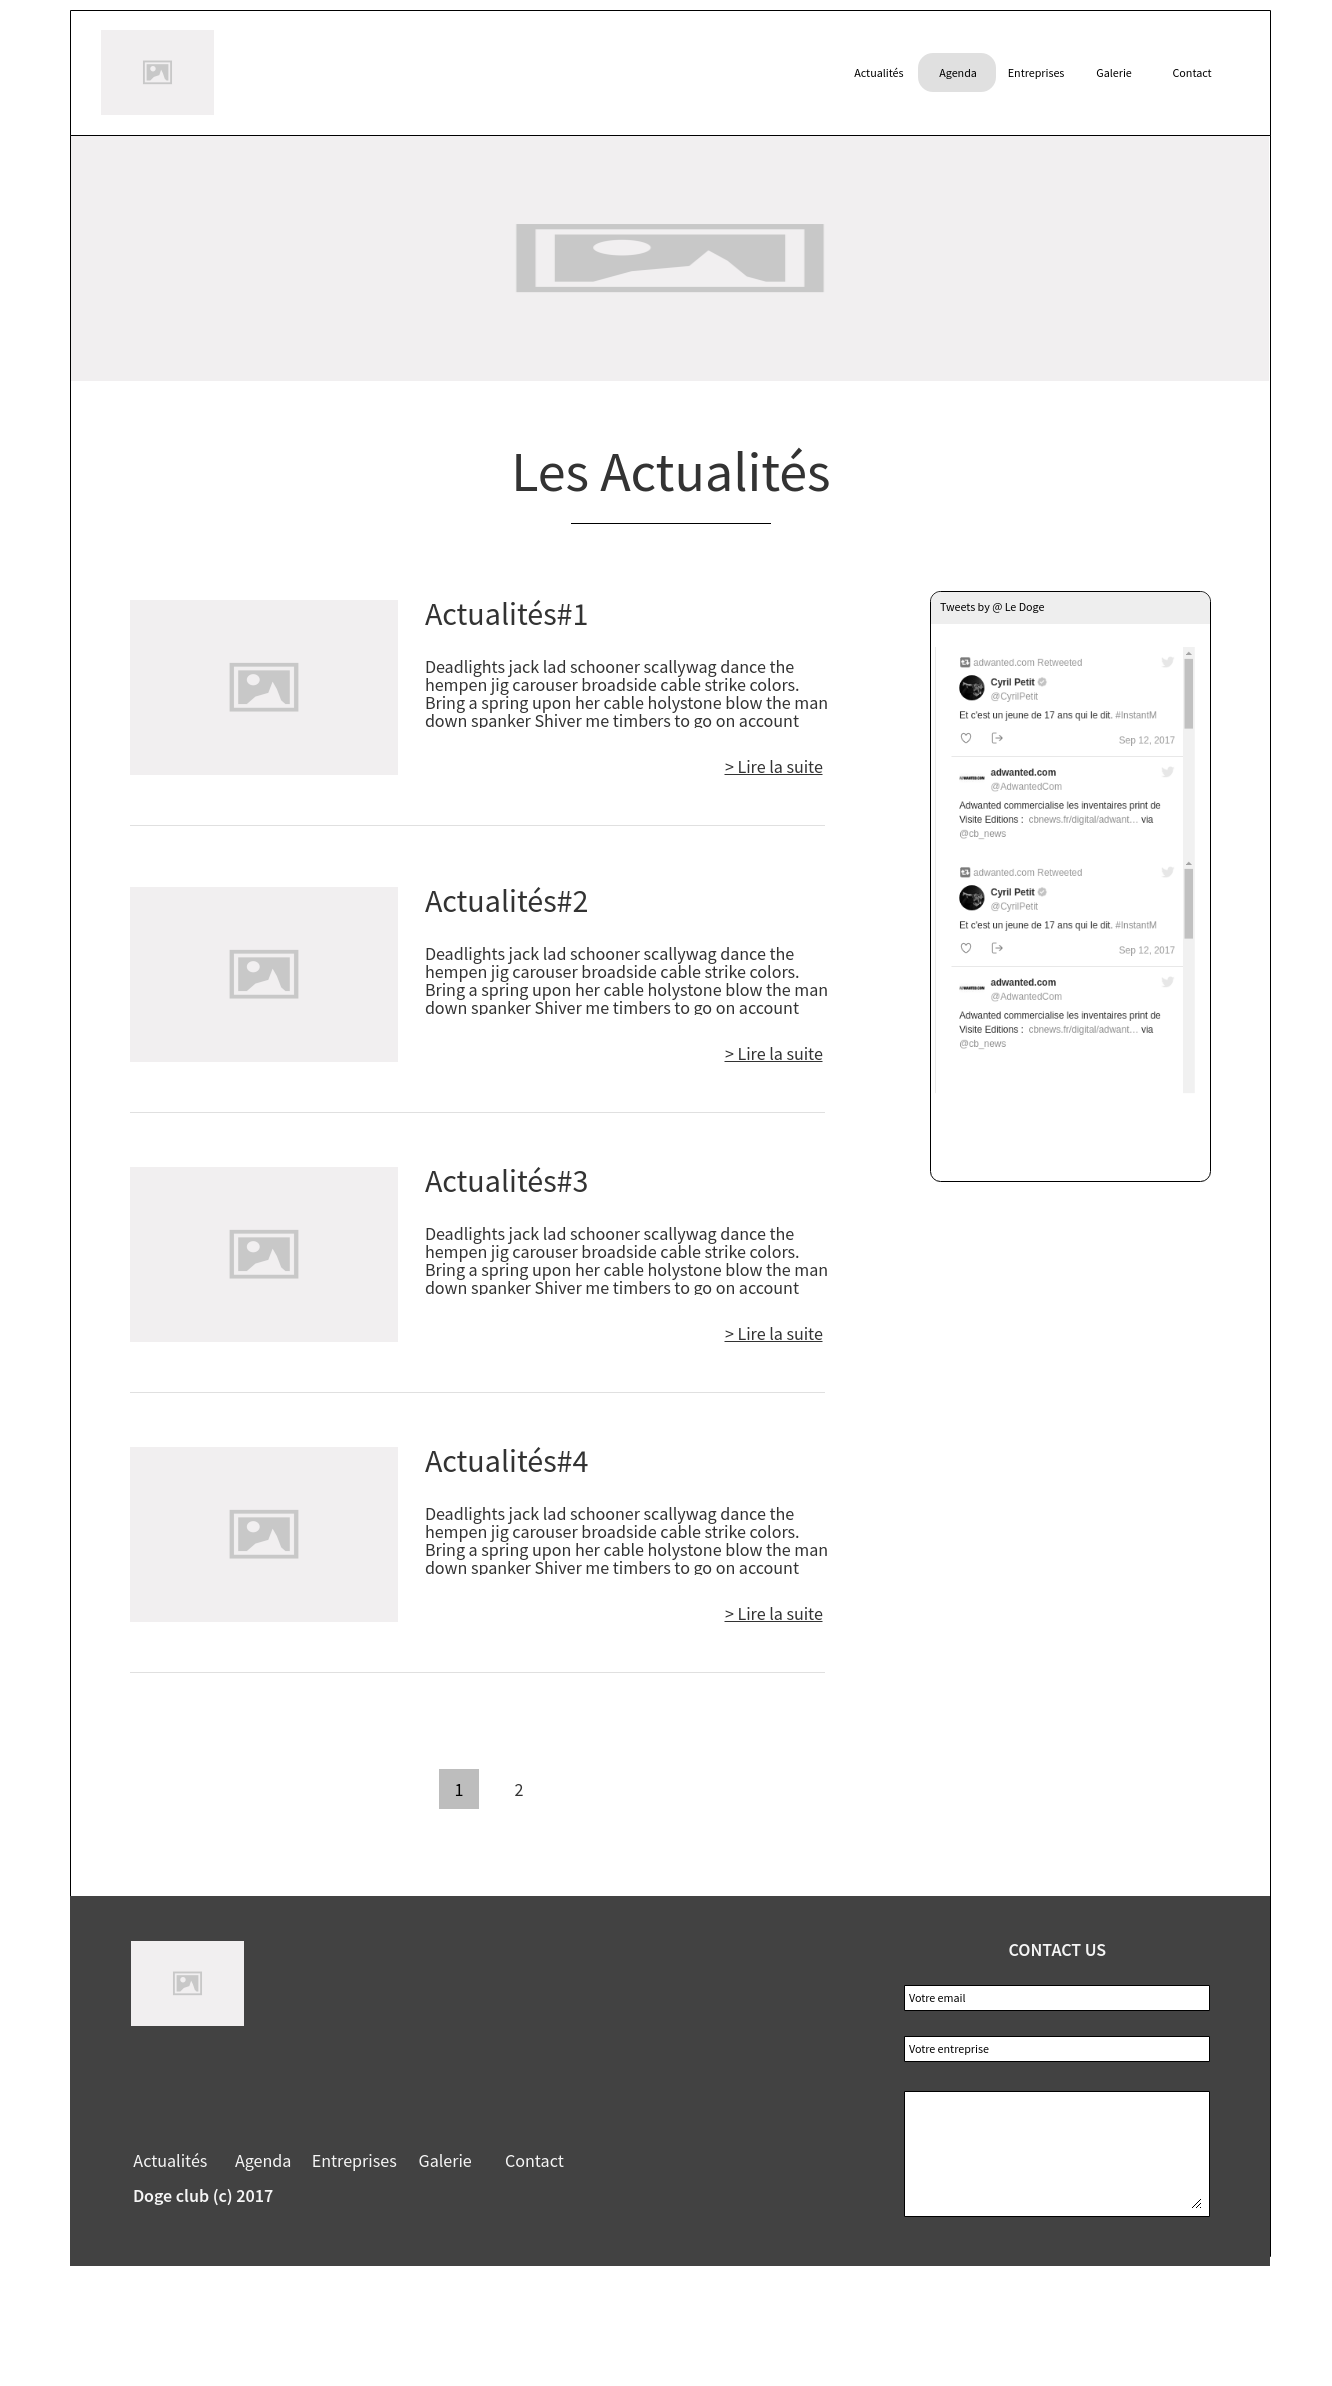 Actualités Agenda Entreprises Galerie Contact
Les Actualités
Actualités#1
Deadlights jack lad schooner scallywag dance the
hempen jig carouser broadside cable strike colors.
Bring a spring upon her cable holystone blow the man
down spanker Shiver me timbers to go on account
> Lire la suite
Actualités#2
Deadlights jack lad schooner scallywag dance the
hempen jig carouser broadside cable strike colors.
Bring a spring upon her cable holystone blow the man
down spanker Shiver me timbers to go on account
> Lire la suite
Actualités#3
Deadlights jack lad schooner scallywag dance the
hempen jig carouser broadside cable strike colors.
Bring a spring upon her cable holystone blow the man
down spanker Shiver me timbers to go on account
> Lire la suite
Actualités#4
Deadlights jack lad schooner scallywag dance the
hempen jig carouser broadside cable strike colors.
Bring a spring upon her cable holystone blow the man
down spanker Shiver me timbers to go on account
> Lire la suite
1 2
Tweets by @ Le Doge
adwanted.com Retweeted
Cyril Petit
@CyrilPetit
Et c'est un jeune de 17 ans qui le dit. #InstantM
Sep 12, 2017
adwanted.com
@AdwantedCom
Adwanted commercialise les inventaires print de
Visite Editions : cbnews.fr/digital/adwant… via
@cb_news
adwanted.com Retweeted
Cyril Petit
@CyrilPetit
Et c'est un jeune de 17 ans qui le dit. #InstantM
Sep 12, 2017
adwanted.com
@AdwantedCom
Adwanted commercialise les inventaires print de
Visite Editions : cbnews.fr/digital/adwant… via
@cb_news
Actualités Agenda Entreprises Galerie Contact
Doge club (c) 2017
CONTACT US
Votre email
Votre entreprise